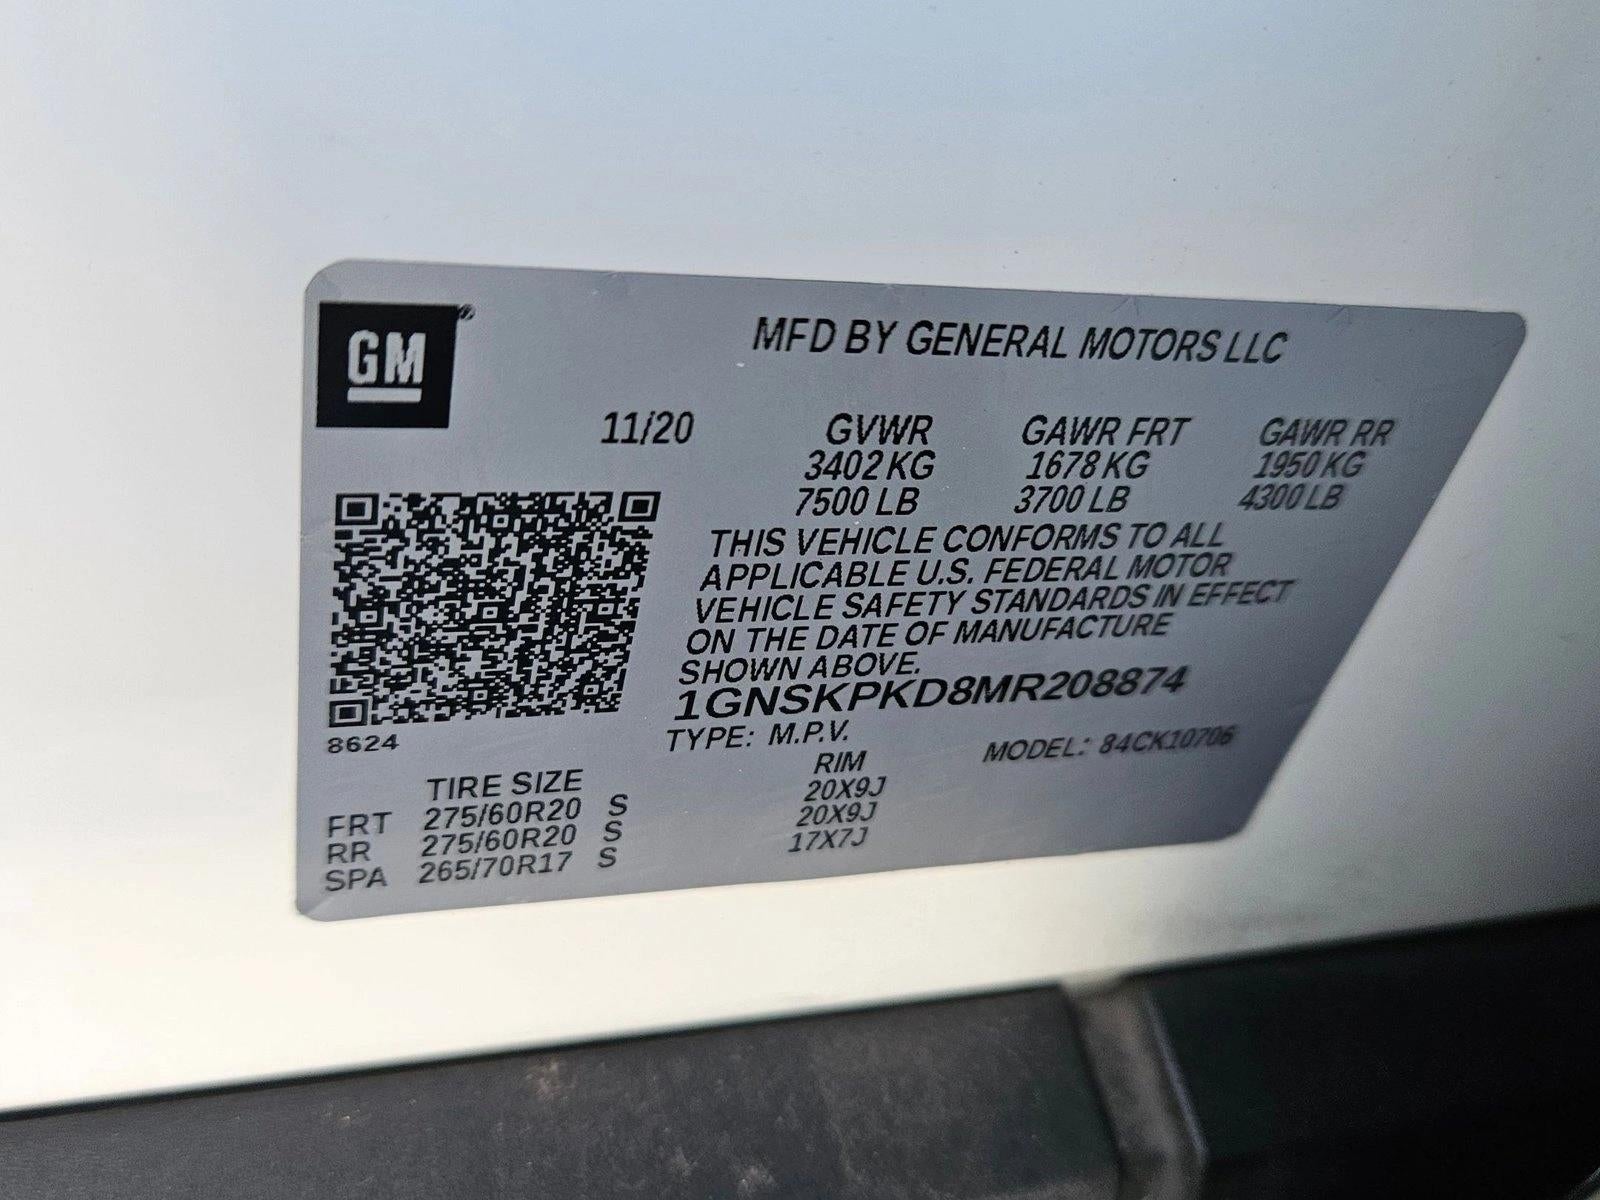 GM®
MFD BY GENERAL MOTORS LLC
11/20 GVWR GAWR FRT GAWR RR
3402 KG 1678 KG 1950 KG
7500 LB 3700 LB 4300 LB
THIS VEHICLE CONFORMS TO ALL
APPLICABLE U.S. FEDERAL MOTOR
VEHICLE SAFETY STANDARDS IN EFFECT
ON THE DATE OF MANUFACTURE
SHOWN ABOVE.
1GNSKPKD8MR208874
8624
TYPE: M.P.V. MODEL: 84CK10706
TIRE SIZE RIM
FRT 275/60R20 S 20X9J
RR 275/60R20 S 20X9J
SPA 265/70R17 S 17X7J